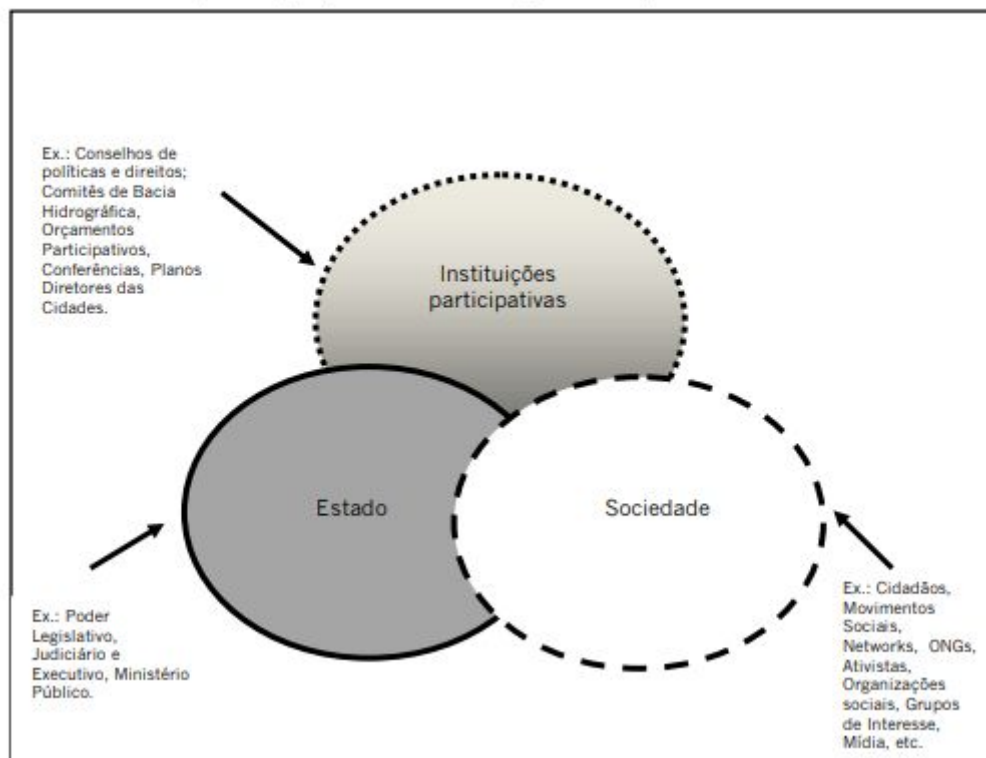 Ex.: Conselhos de
políticas e direitos;
Comitês de Bacia
Hidrográfica,
Orçamentos
Participativos,
Conferências, Planos
Diretores das
Cidades.
Instituições
participativas
Estado
Sociedade
Ex.: Poder
Legislativo,
Judiciário e
Executivo, Ministério
Público.
Ex.: Cidadãos,
Movimentos
Sociais,
Networks, ONGs,
Ativistas,
Organizações
sociais, Grupos
de Interesse,
Mídia, etc.